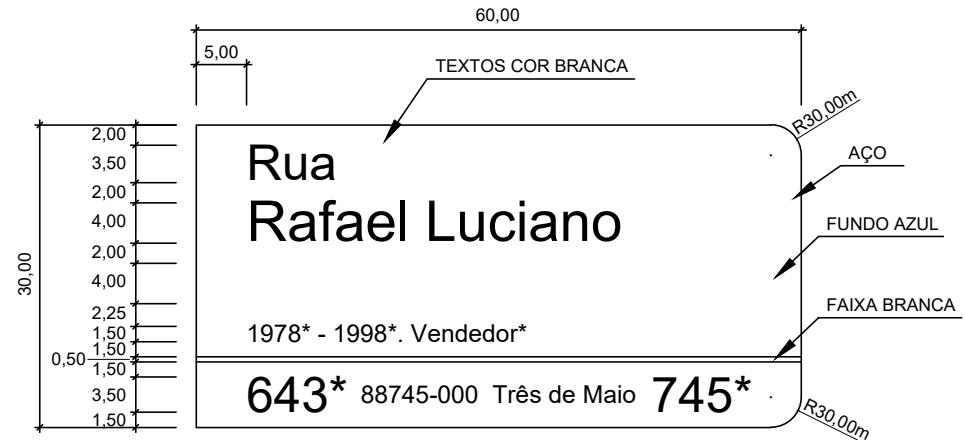 60,00
5,00
TEXTOS COR BRANCA
R30,00m
2,00
3,50
2,00
4,00
2,00
4,00
2,25
1,50
1,50
0,50
1,50
3,50
1,50
30,00
Rua
Rafael Luciano
1978* - 1998*. Vendedor*
643* 88745-000 Três de Maio 745*
AÇO
FUNDO AZUL
FAIXA BRANCA
R30,00m